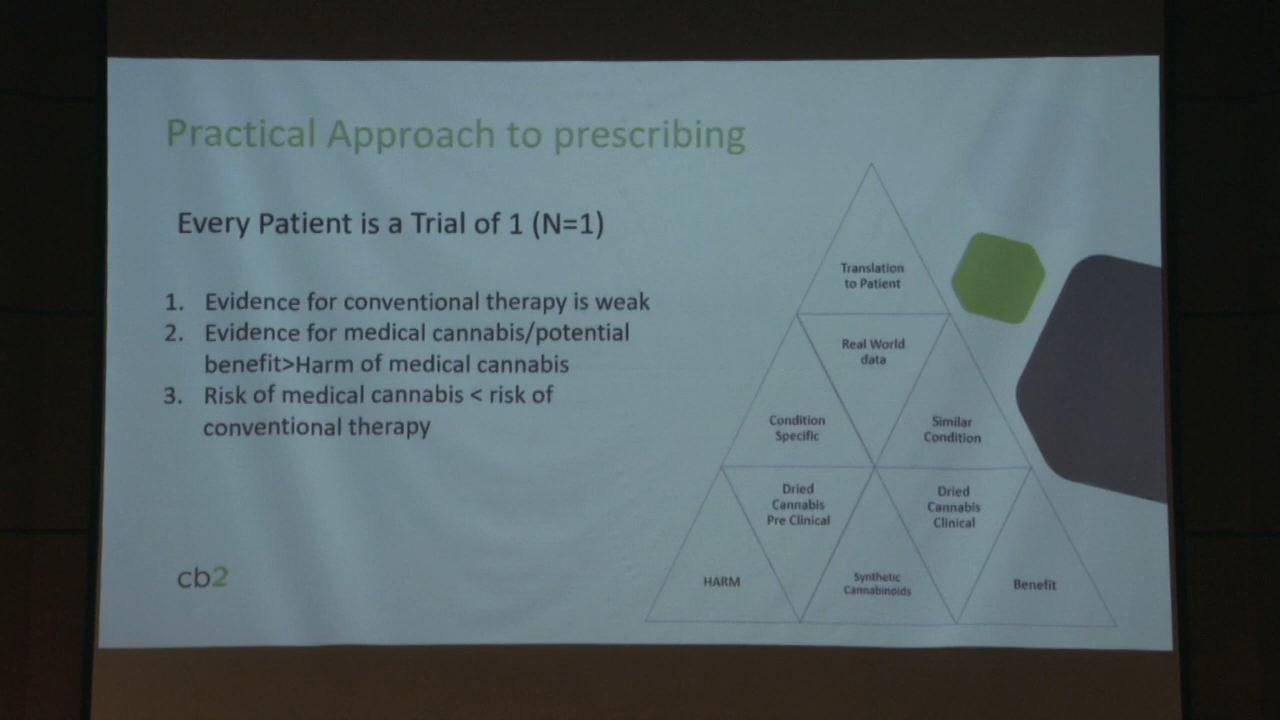 Practical Approach to prescribing
Every Patient is a Trial of 1 (N=1)
1. Evidence for conventional therapy is weak
2. Evidence for medical cannabis/potential
benefit>Harm of medical cannabis
3. Risk of medical cannabis < risk of
conventional therapy
Translation
to Patient
Real World
data
Condition
Specific
Similar
Condition
Dried
Cannabis
Pre Clinical
Dried
Cannabis
Clinical
HARM
Synthetic
Cannabinoids
Benefit
cb2